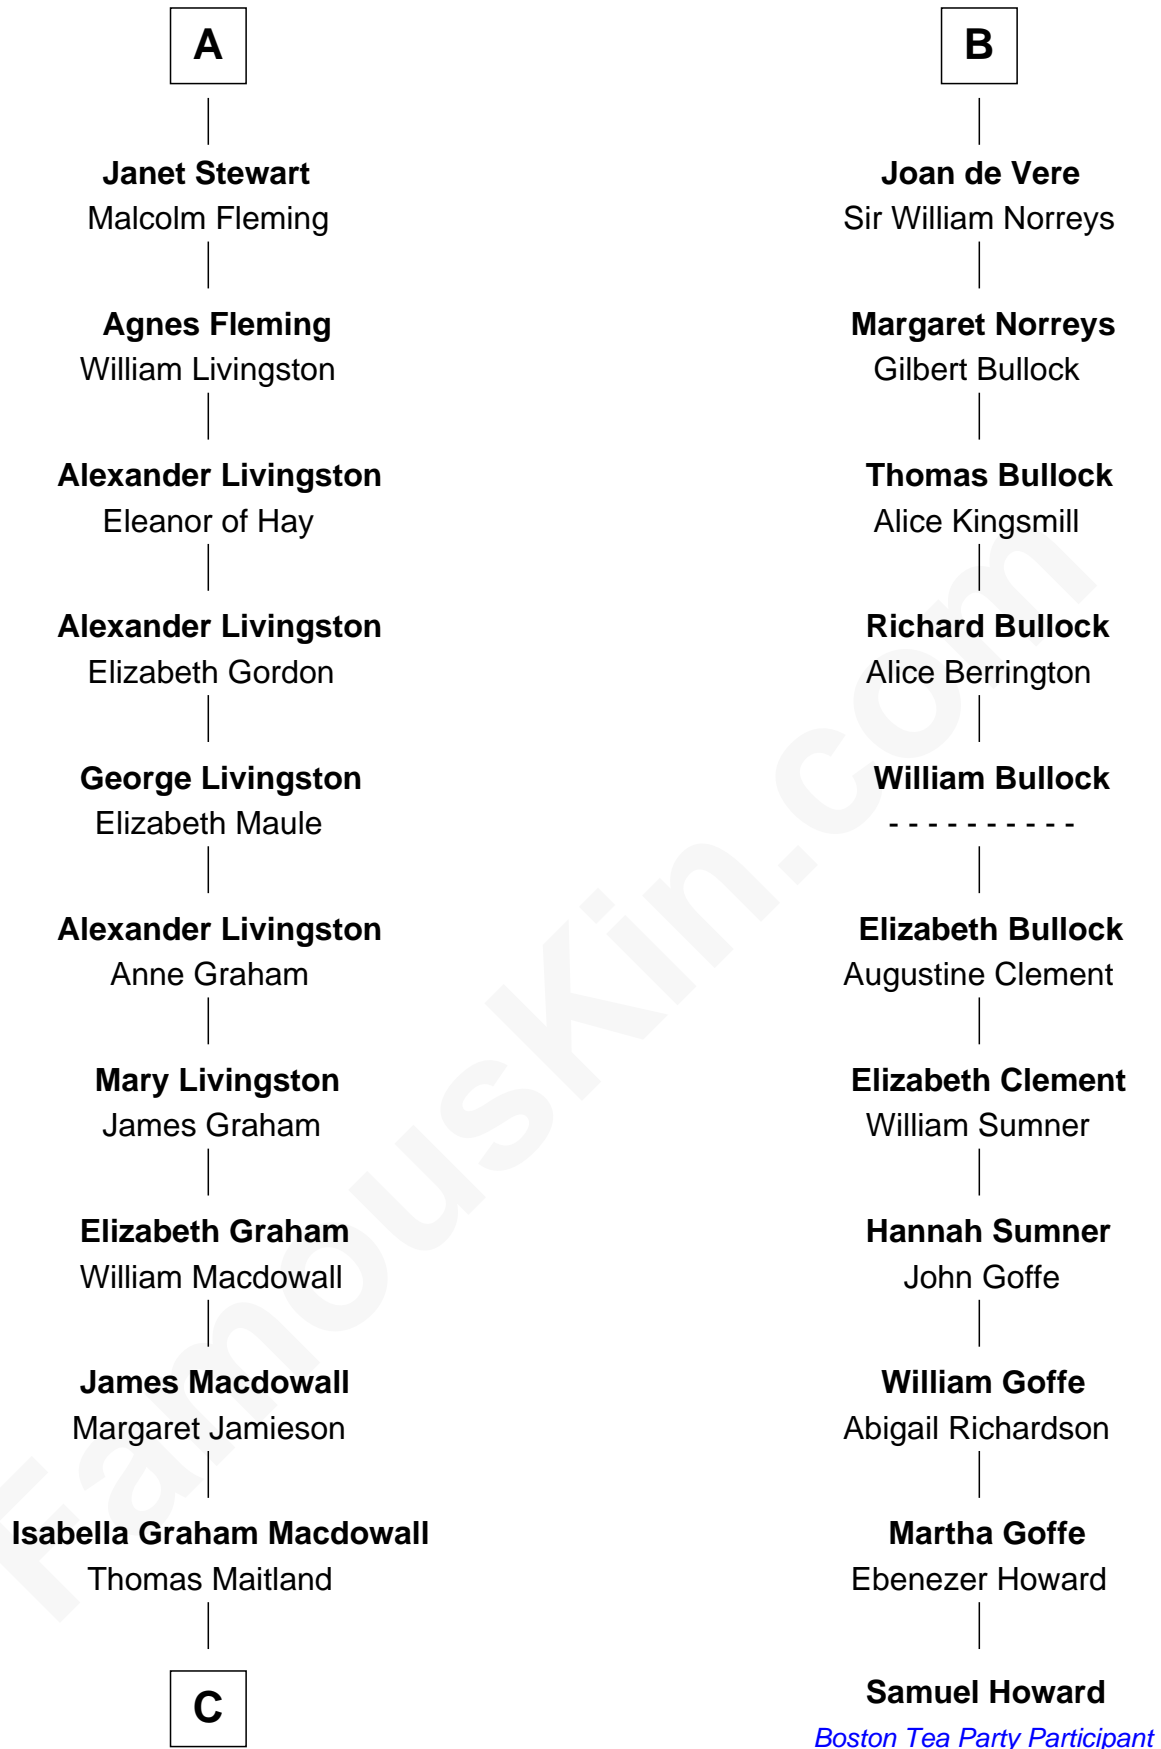 A
Janet Stewart
Malcolm Fleming
Agnes Fleming
William Livingston
Alexander Livingston
Eleanor of Hay
Alexander Livingston
Elizabeth Gordon
George Livingston
Elizabeth Maule
Alexander Livingston
Anne Graham
Mary Livingston
James Graham
Elizabeth Graham
William Macdowall
James Macdowall
Margaret Jamieson
Isabella Graham Macdowall
Thomas Maitland
C
B
Joan de Vere
Sir William Norreys
Margaret Norreys
Gilbert Bullock
Thomas Bullock
Alice Kingsmill
Richard Bullock
Alice Berrington
William Bullock
- - - - - - - - - -
Elizabeth Bullock
Augustine Clement
Elizabeth Clement
William Sumner
Hannah Sumner
John Goffe
William Goffe
Abigail Richardson
Martha Goffe
Ebenezer Howard
Samuel Howard
Boston Tea Party Participant
FamousKin.com